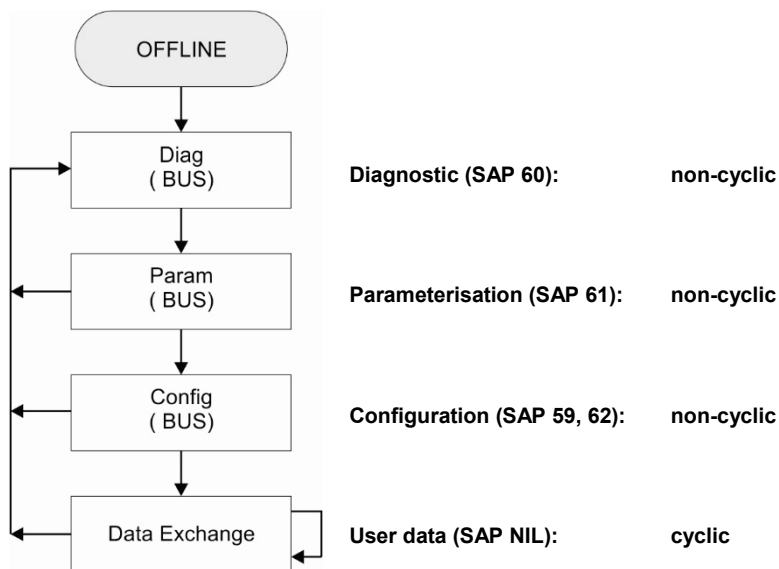 OFFLINE
Diag
( BUS)
Diagnostic (SAP 60): non-cyclic
Param
( BUS)
Parameterisation (SAP 61): non-cyclic
Config
( BUS)
Configuration (SAP 59, 62): non-cyclic
Data Exchange
User data (SAP NIL): cyclic